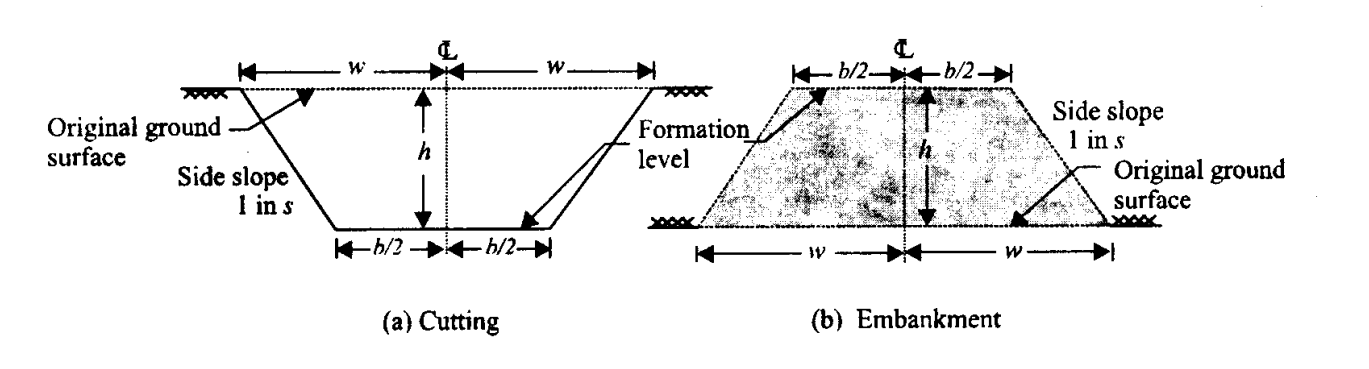 ℄
w w
Original ground
surface
h
Side slope
1 in s
b/2 b/2
(a) Cutting
Formation
level
℄
b/2 b/2
h
Side slope
1 in s
Original ground
surface
w w
(b) Embankment